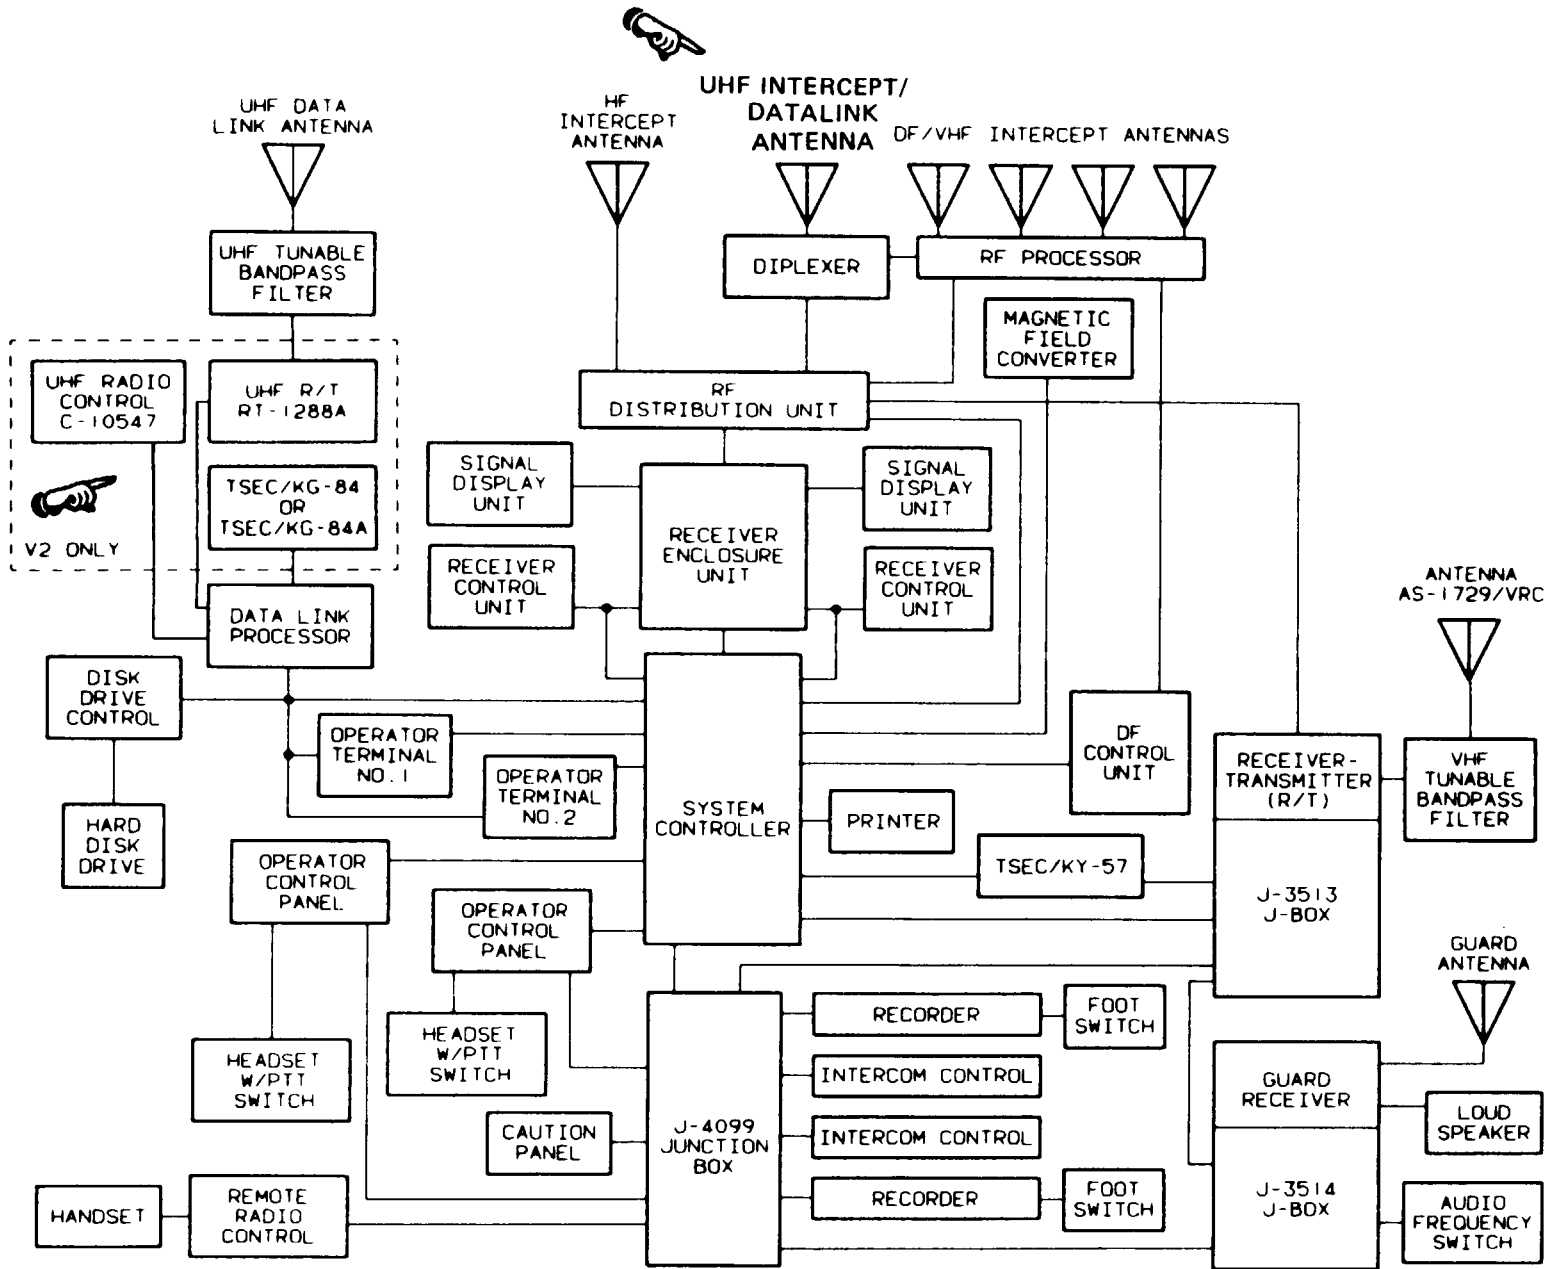 UHF INTERCEPT/
DATALINK
ANTENNA
UHF DATA
LINK ANTENNA
HF
INTERCEPT
ANTENNA
DF/VHF INTERCEPT ANTENNAS
UHF TUNABLE
BANDPASS
FILTER
DIPLEXER
RF PROCESSOR
MAGNETIC
FIELD
CONVERTER
UHF RADIO
CONTROL
C-10547
UHF R/T
RT-1288A
RF
DISTRIBUTION UNIT
SIGNAL
DISPLAY
UNIT
SIGNAL
DISPLAY
UNIT
TSEC/KG-84
OR
TSEC/KG-84A
V2 ONLY
RECEIVER
ENCLOSURE
UNIT
RECEIVER
CONTROL
UNIT
RECEIVER
CONTROL
UNIT
ANTENNA
AS-1729/VRC
DATA LINK
PROCESSOR
DISK
DRIVE
CONTROL
OPERATOR
TERMINAL
NO.1
OPERATOR
TERMINAL
NO.2
DF
CONTROL
UNIT
RECEIVER-
TRANSMITTER
(R/T)
VHF
TUNABLE
BANDPASS
FILTER
HARD
DISK
DRIVE
SYSTEM
CONTROLLER
PRINTER
OPERATOR
CONTROL
PANEL
TSEC/KY-57
J-3513
J-BOX
OPERATOR
CONTROL
PANEL
GUARD
ANTENNA
HEADSET
W/PTT
SWITCH
HEADSET
W/PTT
SWITCH
RECORDER
FOOT
SWITCH
INTERCOM CONTROL
GUARD
RECEIVER
LOUD
SPEAKER
CAUTION
PANEL
J-4099
JUNCTION
BOX
INTERCOM CONTROL
HANDSET
REMOTE
RADIO
CONTROL
RECORDER
FOOT
SWITCH
J-3514
J-BOX
AUDIO
FREQUENCY
SWITCH